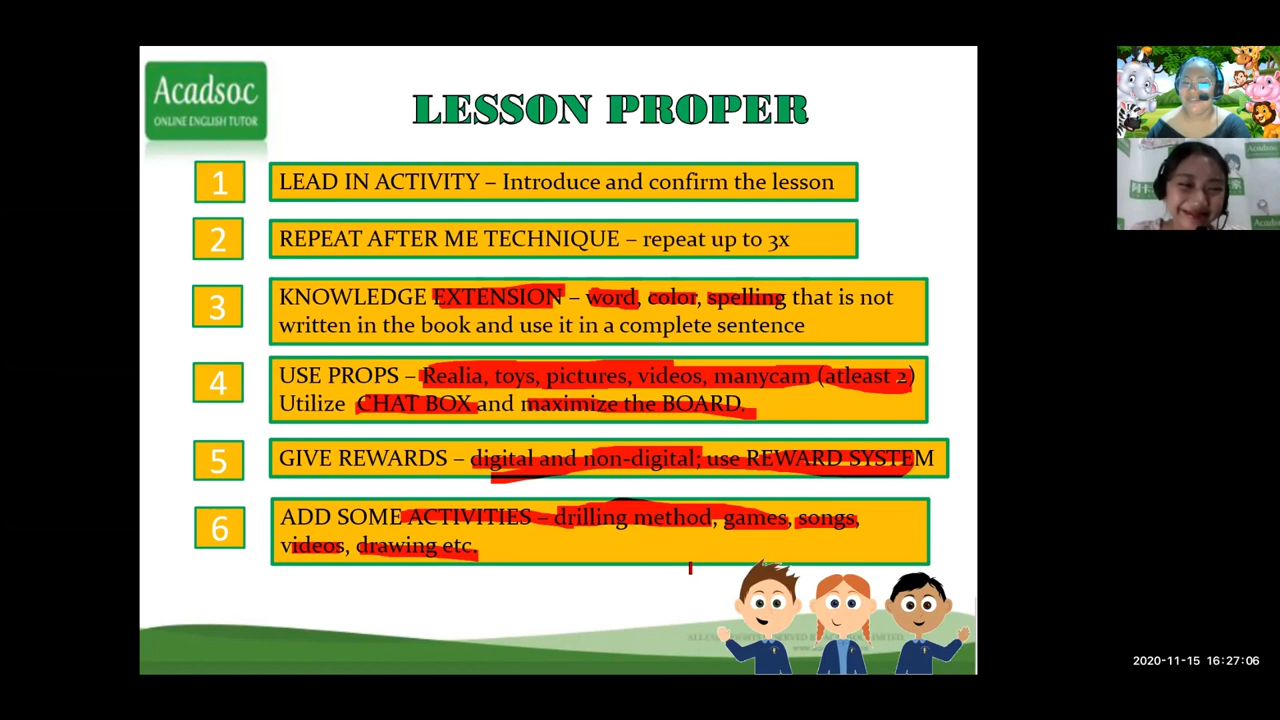 Acadsoc
ONLINE ENGLISH TUTOR
LESSON PROPER
1
LEAD IN ACTIVITY – Introduce and confirm the lesson
2
REPEAT AFTER ME TECHNIQUE – repeat up to 3x
3
KNOWLEDGE EXTENSION – word, color, spelling that is not
written in the book and use it in a complete sentence
4
USE PROPS – Realia, toys, pictures, videos, manycam (atleast 2)
Utilize CHAT BOX and maximize the BOARD.
5
GIVE REWARDS – digital and non-digital; use REWARD SYSTEM
6
ADD SOME ACTIVITIES – drilling method, games, songs,
videos, drawing etc.
Acadsoc
2020-11-15 16:27:06